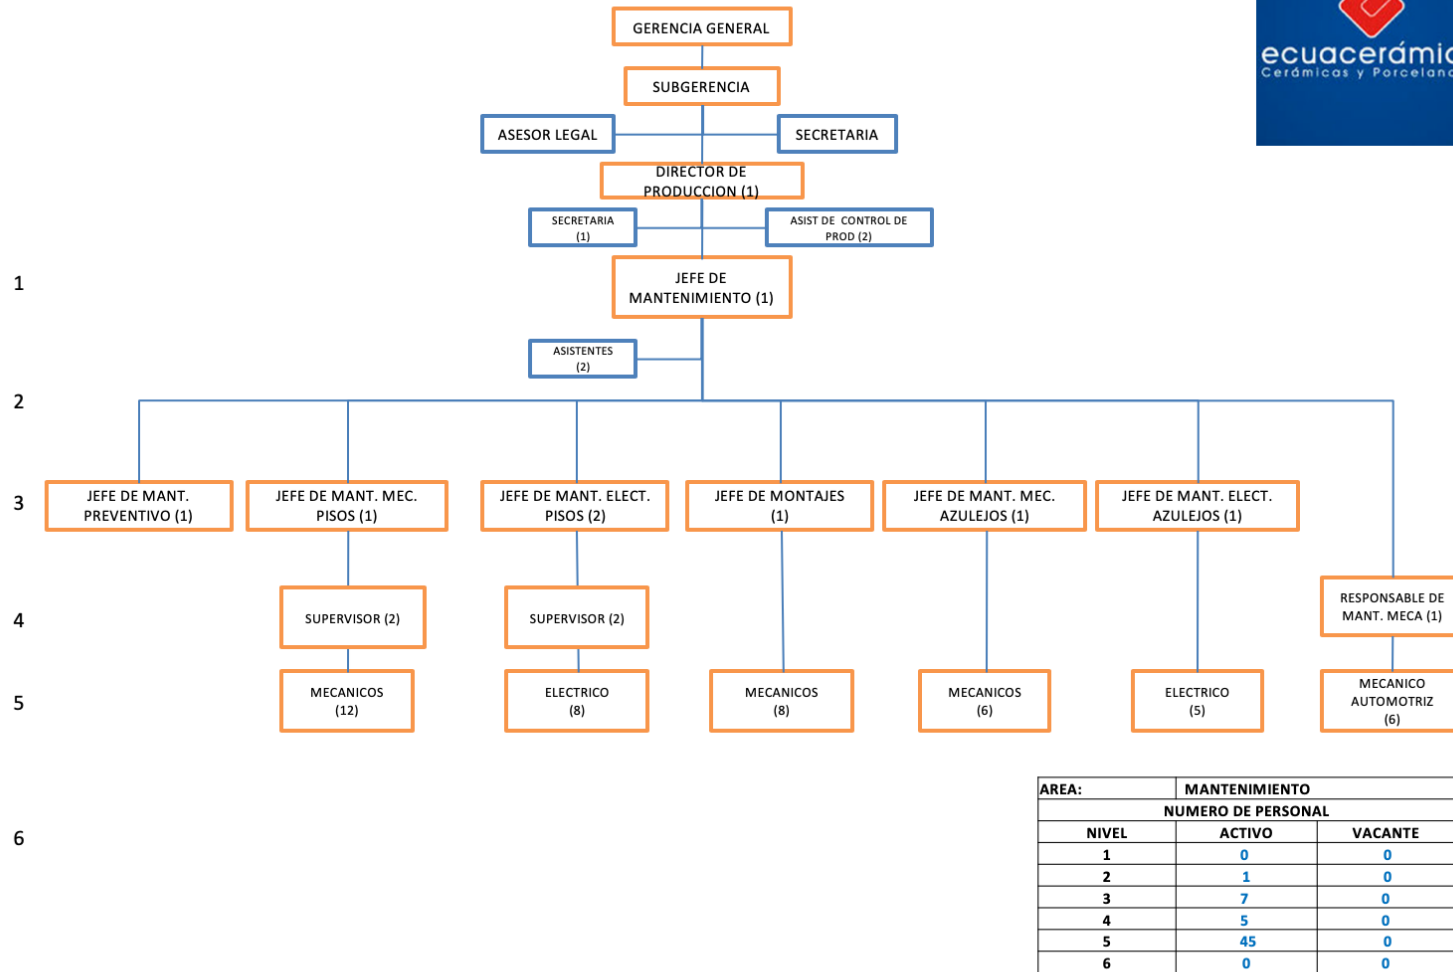 GERENCIA GENERAL
SUBGERENCIA
ASESOR LEGAL
SECRETARIA
DIRECTOR DE
PRODUCCION (1)
SECRETARIA
(1)
ASIST DE CONTROL DE
PROD (2)
1
JEFE DE
MANTENIMIENTO (1)
ASISTENTES
(2)
2
3
JEFE DE MANT.
PREVENTIVO (1)
JEFE DE MANT. MEC.
PISOS (1)
JEFE DE MANT. ELECT.
PISOS (2)
JEFE DE MONTAJES
(1)
JEFE DE MANT. MEC.
AZULEJOS (1)
JEFE DE MANT. ELECT.
AZULEJOS (1)
4
SUPERVISOR (2)
SUPERVISOR (2)
RESPONSABLE DE
MANT. MECA (1)
5
MECANICOS
(12)
ELECTRICO
(8)
MECANICOS
(8)
MECANICOS
(6)
ELECTRICO
(5)
MECANICO
AUTOMOTRIZ
(6)
6
AREA: MANTENIMIENTO
NUMERO DE PERSONAL
NIVEL ACTIVO VACANTE
1 0 0
2 1 0
3 7 0
4 5 0
5 45 0
6 0 0
ecuacerámic
Cerámicas y Porcelan